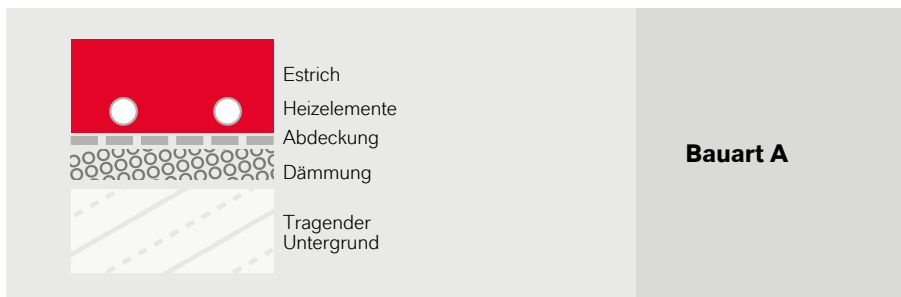 Estrich
Heizelemente
Abdeckung
Dämmung
Tragender
Untergrund
Bauart A